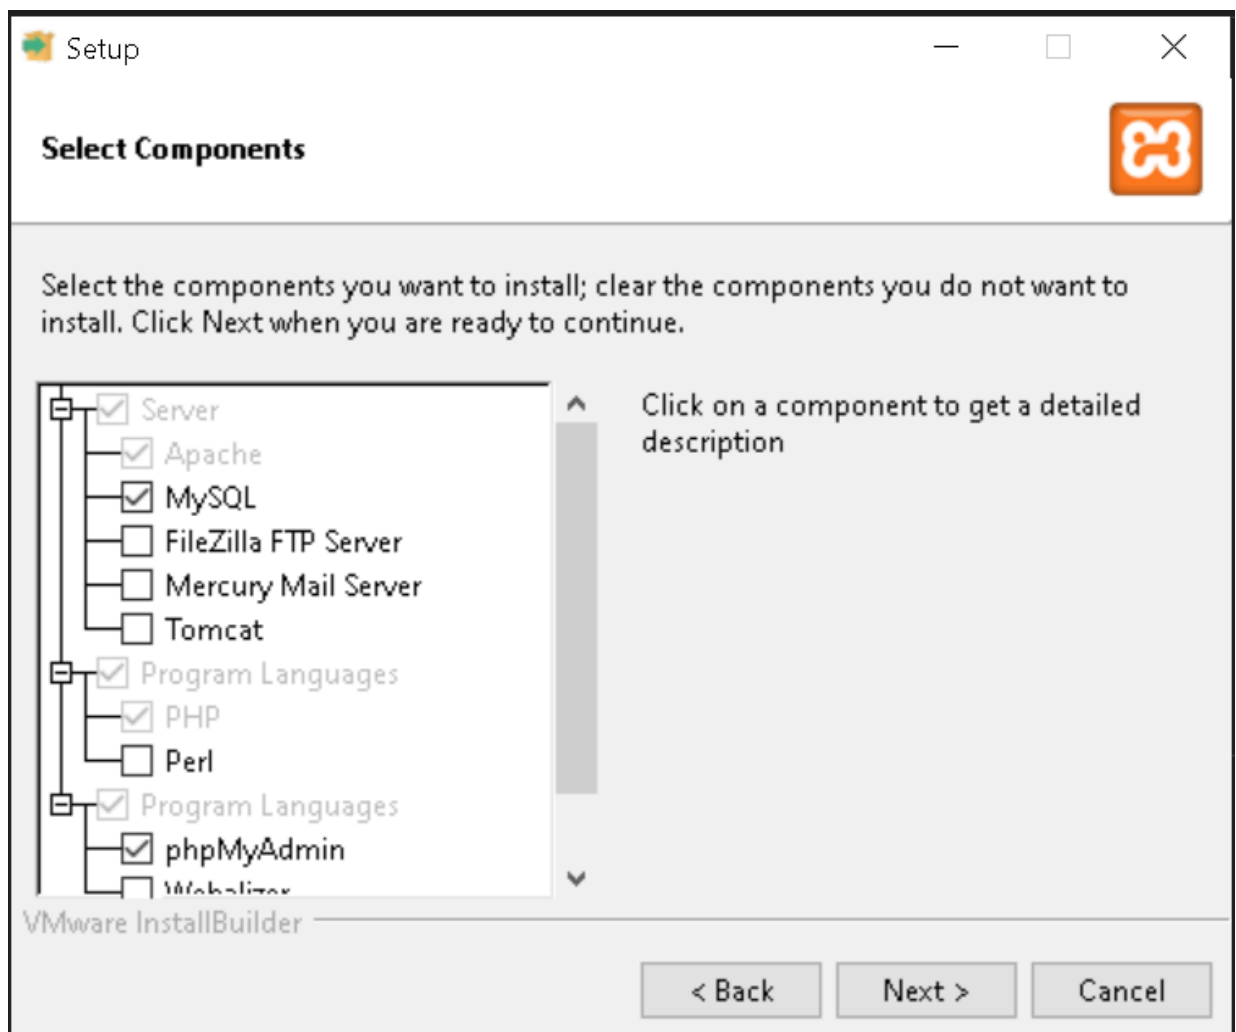 Setup
Select Components
Select the components you want to install; clear the components you do not want to
install. Click Next when you are ready to continue.
Server
Apache
MySQL
FileZilla FTP Server
Mercury Mail Server
Tomcat
Program Languages
PHP
Perl
Program Languages
phpMyAdmin
Webalizer
Click on a component to get a detailed
description
VMware InstallBuilder
< Back
Next >
Cancel